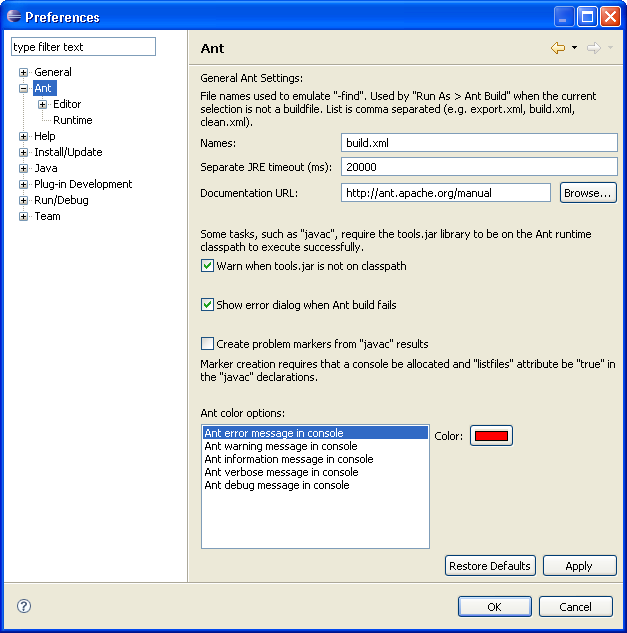 Preferences
type filter text
General
Ant
Editor
Runtime
Help
Install/Update
Java
Plug-in Development
Run/Debug
Team
Ant
General Ant Settings:
File names used to emulate "-find". Used by "Run As > Ant Build" when the current
selection is not a buildfile. List is comma separated (e.g. export.xml, build.xml,
clean.xml).
Names: build.xml
Separate JRE timeout (ms): 20000
Documentation URL: http://ant.apache.org/manual Browse...
Some tasks, such as "javac", require the tools.jar library to be on the Ant runtime
classpath to execute successfully.
Warn when tools.jar is not on classpath
Show error dialog when Ant build fails
Create problem markers from "javac" results
Marker creation requires that a console be allocated and "listfiles" attribute be "true" in
the "javac" declarations.
Ant color options:
Ant error message in console
Color:
Ant warning message in console
Ant information message in console
Ant verbose message in console
Ant debug message in console
Restore Defaults Apply
? OK Cancel